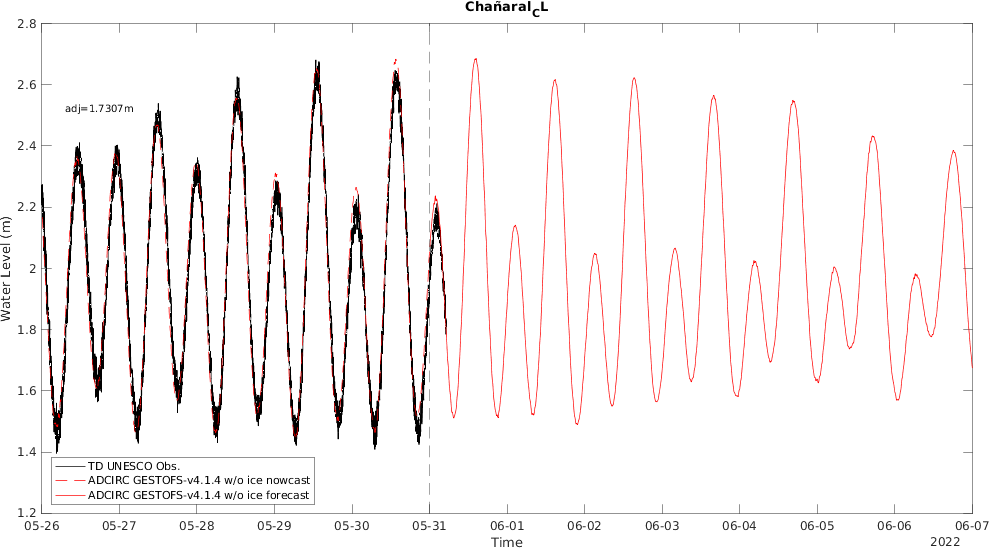 Chañaral_CL
2.8
2.6
2.4
2.2
2
1.8
1.6
1.4
1.2
Water Level (m)
adj=1.7307m
TD UNESCO Obs.
ADCIRC GESTOFS-v4.1.4 w/o ice nowcast
ADCIRC GESTOFS-v4.1.4 w/o ice forecast
05-26 05-27 05-28 05-29 05-30 05-31 06-01 06-02 06-03 06-04 06-05 06-06 06-07
Time
2022